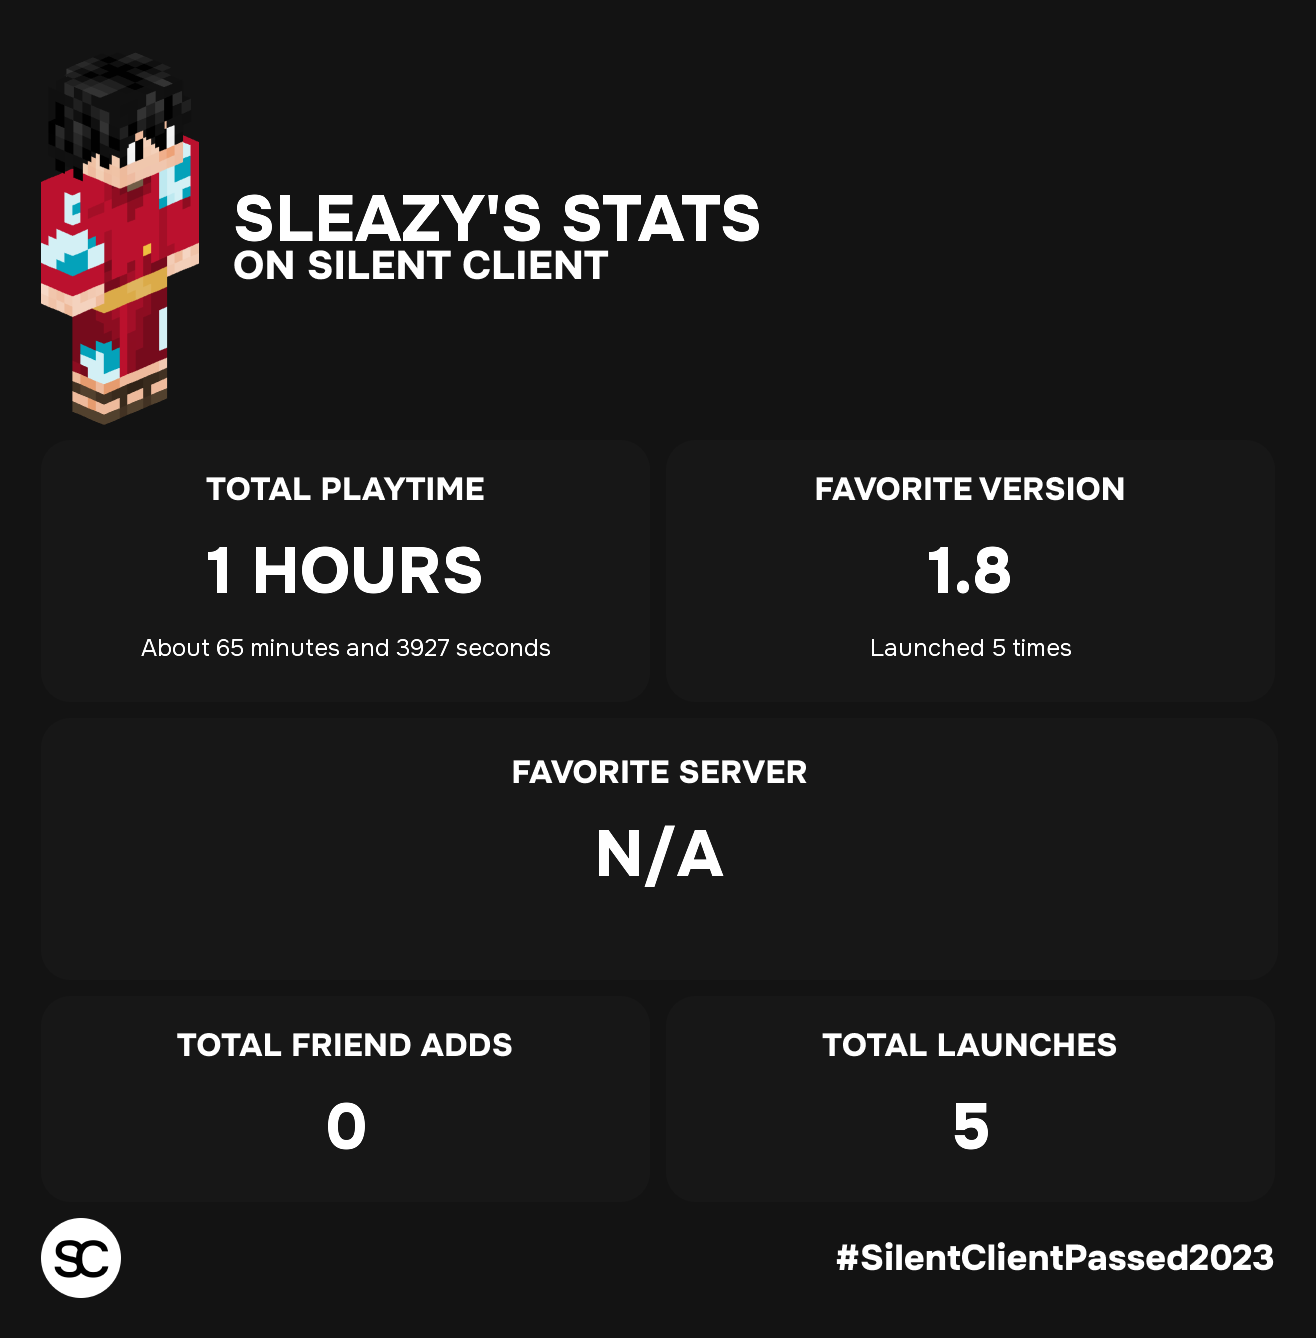 SLEAZY'S STATS
ON SILENT CLIENT
TOTAL PLAYTIME
1 HOURS
About 65 minutes and 3927 seconds
FAVORITE VERSION
1.8
Launched 5 times
FAVORITE SERVER
N/A
TOTAL FRIEND ADDS
0
TOTAL LAUNCHES
5
SC
#SilentClientPassed2023